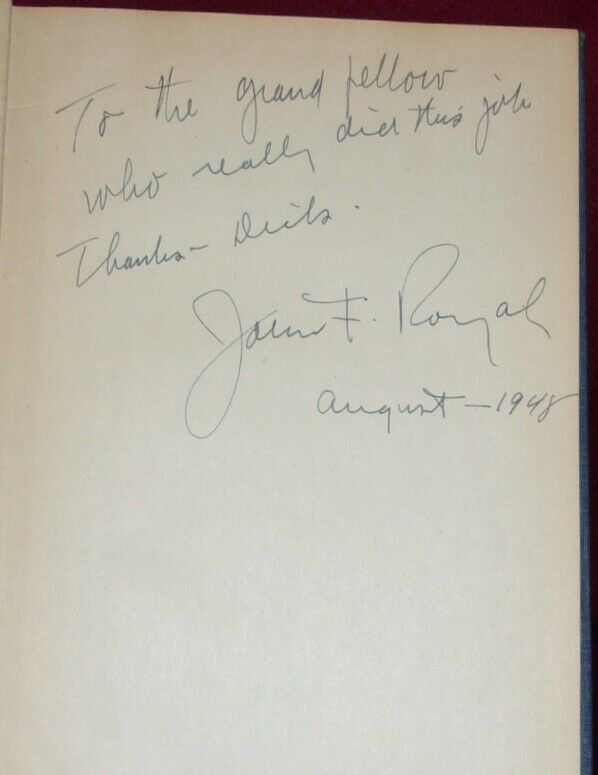 To the grand fellow
who really did this job
Thanks – Dick.
John F. Royal
August – 1948